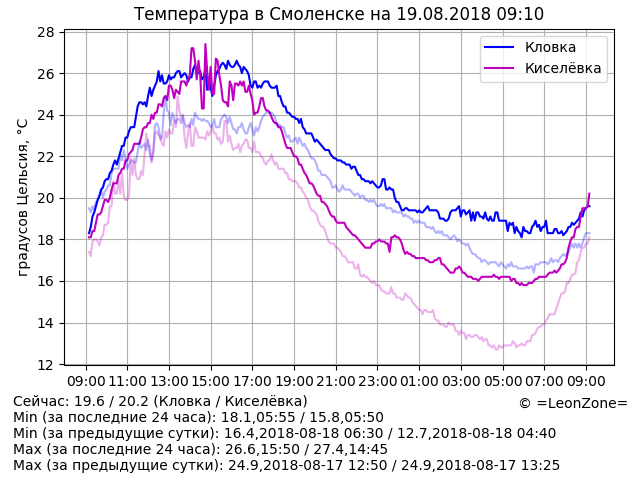 Температура в Смоленске на 19.08.2018 09:10
Кловка
Киселёвка
градусов Цельсия, °C
28
26
24
22
20
18
16
14
12
09:00 11:00 13:00 15:00 17:00 19:00 21:00 23:00 01:00 03:00 05:00 07:00 09:00
Сейчас: 19.6 / 20.2 (Кловка / Киселёвка)
© =LeonZone=
Min (за последние 24 часа): 18.1,05:55 / 15.8,05:50
Min (за предыдущие сутки): 16.4,2018-08-18 06:30 / 12.7,2018-08-18 04:40
Max (за последние 24 часа): 26.6,15:50 / 27.4,14:45
Max (за предыдущие сутки): 24.9,2018-08-17 12:50 / 24.9,2018-08-17 13:25